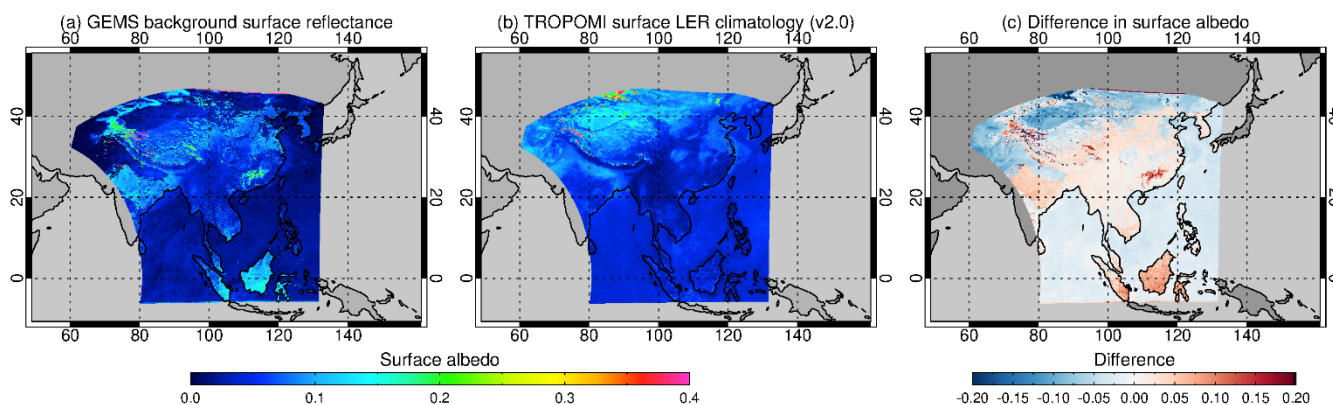 (a) GEMS background surface reflectance
(b) TROPOMI surface LER climatology (v2.0)
(c) Difference in surface albedo
60 80 100 120 140
60 80 100 120 140
60 80 100 120 140
40
20
0
40
20
0
40
20
0
40
20
0
60 80 100 120 140
60 80 100 120 140
60 80 100 120 140
Surface albedo
0.0 0.1 0.2 0.3 0.4
Difference
-0.20 -0.15 -0.10 -0.05 0.00 0.05 0.10 0.15 0.20